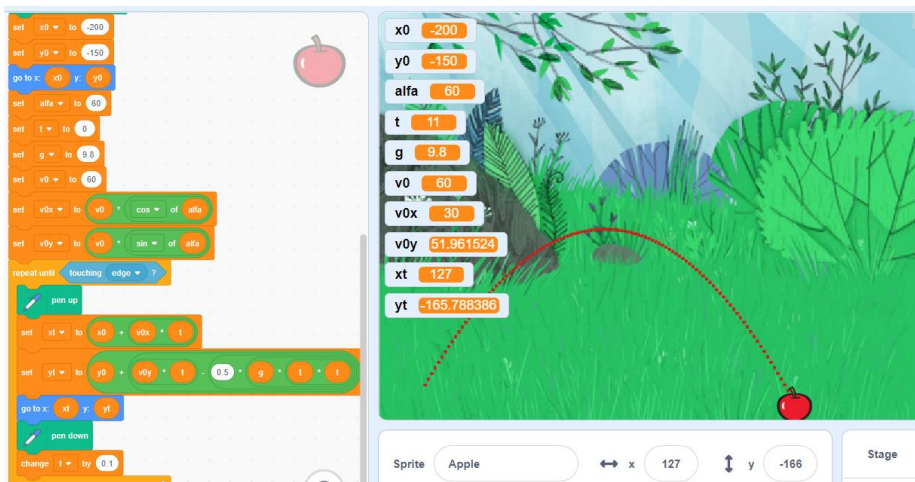 set x0 to -200
set y0 to -150
go to x: x0 y: y0
set alfa to 60
set t to 0
set g to 9.8
set v0 to 60
set v0x to v0 * cos of alfa
set v0y to v0 * sin of alfa
repeat until touching edge ?
pen up
set xt to x0 + v0x * t
set yt to y0 + v0y * t - 0.5 * g * t * t
go to x: xt y: yt
pen down
change t by 0.1
x0 -200
y0 -150
alfa 60
t 11
g 9.8
v0 60
v0x 30
v0y 51.961524
xt 127
yt -165.788386
Sprite Apple x 127 y -166
Stage